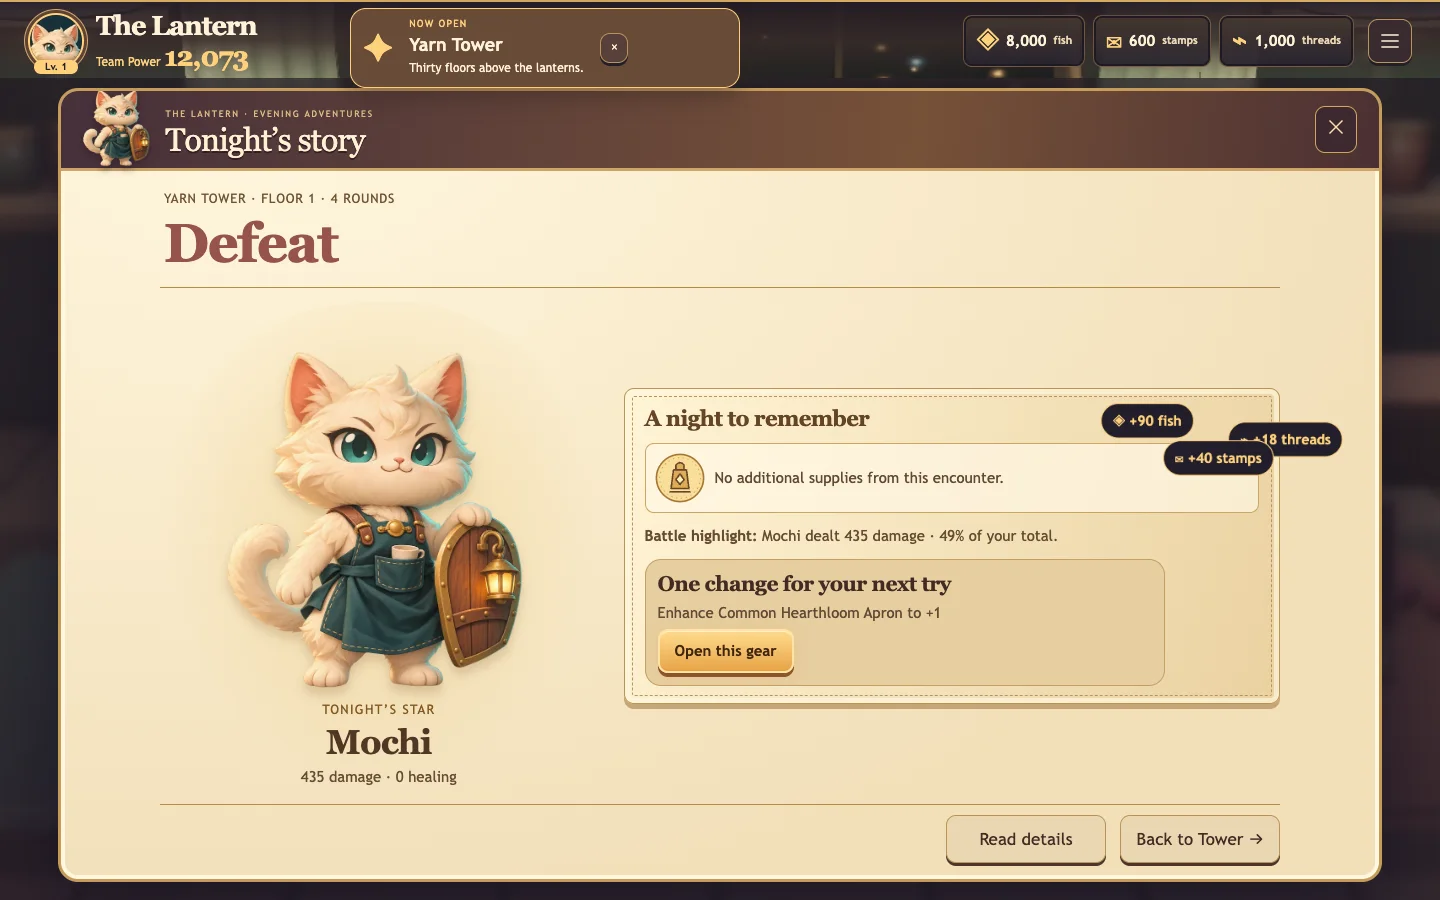 The Lantern
Lv. 1
Team Power 12,073
NOW OPEN
Yarn Tower
Thirty floors above the lanterns.
×
8,000 fish
600 stamps
1,000 threads
THE LANTERN · EVENING ADVENTURES
Tonight's story
YARN TOWER · FLOOR 1 · 4 ROUNDS
Defeat
A night to remember
+90 fish
+18 threads
+40 stamps
No additional supplies from this encounter.
Battle highlight: Mochi dealt 435 damage · 49% of your total.
One change for your next try
Enhance Common Hearthloom Apron to +1
Open this gear
TONIGHT'S STAR
Mochi
435 damage · 0 healing
Read details
Back to Tower →